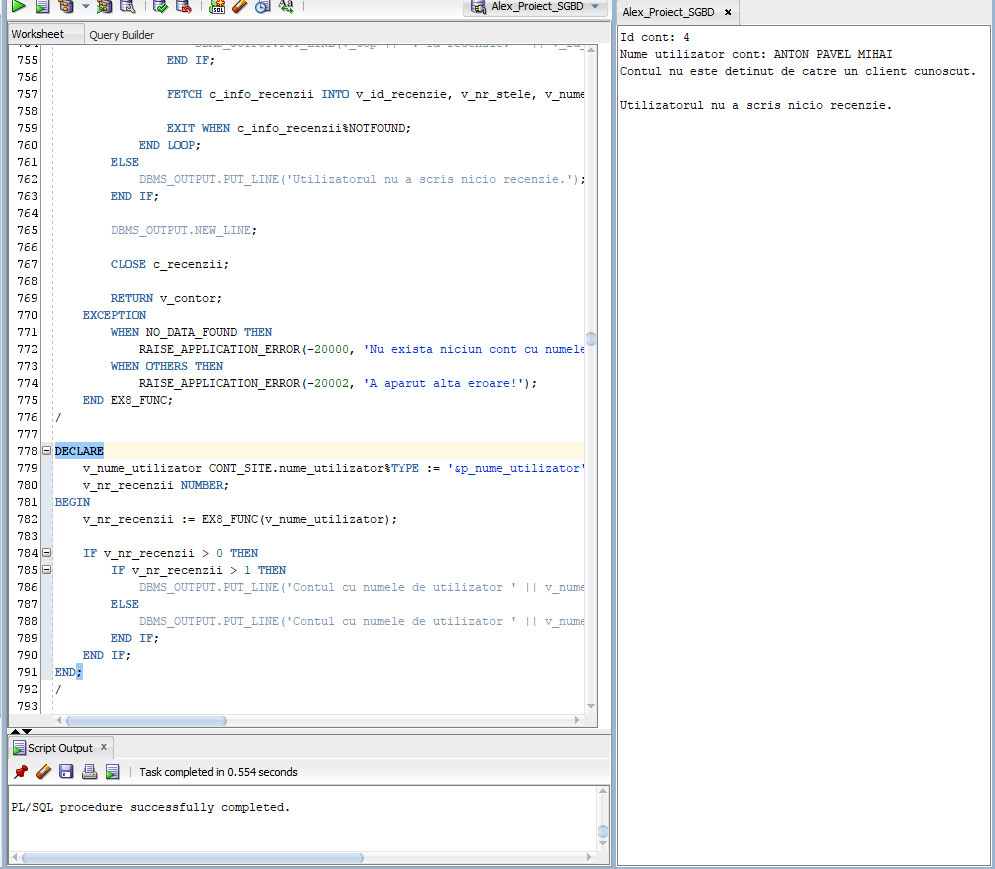 Alex_Proiect_SGBD
Worksheet
Query Builder
755 END IF;
756
757 FETCH c_info_recenzii INTO v_id_recenzie, v_nr_stele, v_nume
758
759 EXIT WHEN c_info_recenzii%NOTFOUND;
760 END LOOP;
761 ELSE
762 DBMS_OUTPUT.PUT_LINE('Utilizatorul nu a scris nicio recenzie.');
763 END IF;
764
765 DBMS_OUTPUT.NEW_LINE;
766
767 CLOSE c_recenzii;
768
769 RETURN v_contor;
770 EXCEPTION
771 WHEN NO_DATA_FOUND THEN
772 RAISE_APPLICATION_ERROR(-20000, 'Nu exista niciun cont cu numele
773 WHEN OTHERS THEN
774 RAISE_APPLICATION_ERROR(-20002, 'A aparut alta eroare!');
775 END EX8_FUNC;
776 /
777
778 DECLARE
779 v_nume_utilizator CONT_SITE.nume_utilizator%TYPE := '&p_nume_utilizator'
780 v_nr_recenzii NUMBER;
781 BEGIN
782 v_nr_recenzii := EX8_FUNC(v_nume_utilizator);
783
784 IF v_nr_recenzii > 0 THEN
785 IF v_nr_recenzii > 1 THEN
786 DBMS_OUTPUT.PUT_LINE('Contul cu numele de utilizator ' || v_nume
787 ELSE
788 DBMS_OUTPUT.PUT_LINE('Contul cu numele de utilizator ' || v_nume
789 END IF;
790 END IF;
791 END;
792 /
793
Script Output
Task completed in 0.554 seconds
PL/SQL procedure successfully completed.
Alex_Proiect_SGBD
Id cont: 4
Nume utilizator cont: ANTON PAVEL MIHAI
Contul nu este detinut de catre un client cunoscut.
Utilizatorul nu a scris nicio recenzie.